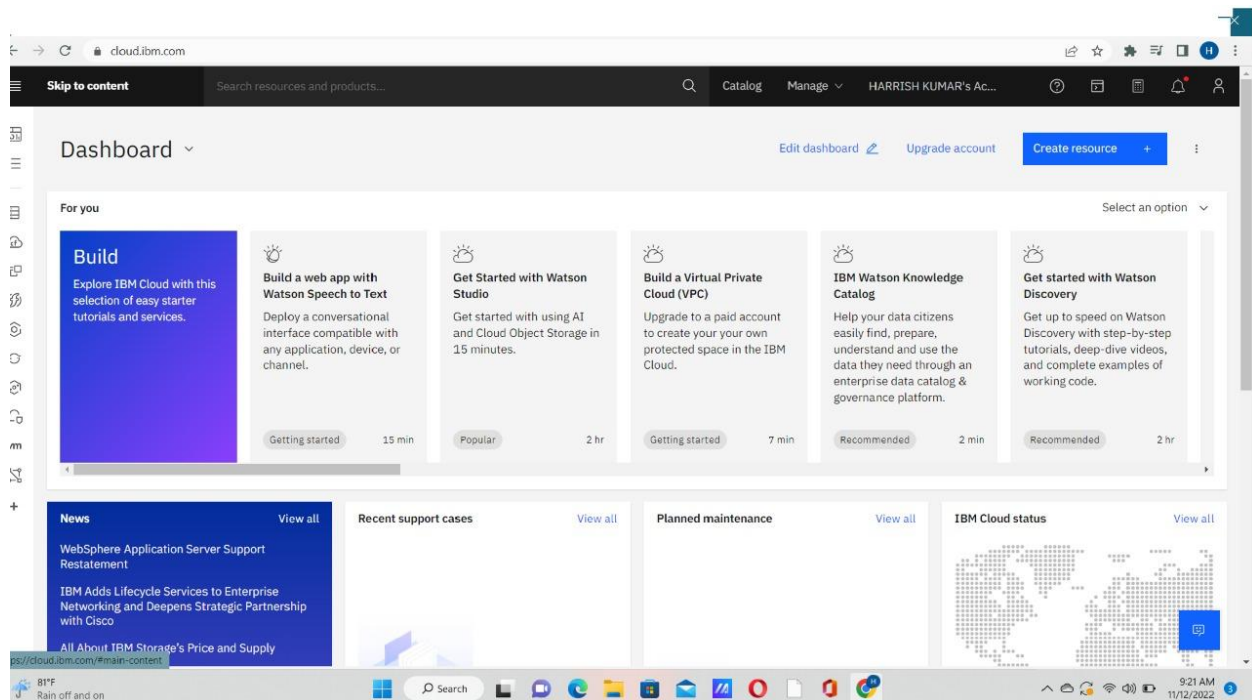 cloud.ibm.com
H
Skip to content
Search resources and products...
Catalog
Manage
HARRISH KUMAR's Ac...
Dashboard
Edit dashboard
Upgrade account
Create resource +
For you
Select an option
Build
Explore IBM Cloud with this
selection of easy starter
tutorials and services.
Build a web app with
Watson Speech to Text
Deploy a conversational
interface compatible with
any application, device, or
channel.
Getting started
15 min
Get Started with Watson
Studio
Get started with using AI
and Cloud Object Storage in
15 minutes.
Popular
2 hr
Build a Virtual Private
Cloud (VPC)
Upgrade to a paid account
to create your your own
protected space in the IBM
Cloud.
Getting started
7 min
IBM Watson Knowledge
Catalog
Help your data citizens
easily find, prepare,
understand and use the
data they need through an
enterprise data catalog &
governance platform.
Recommended
2 min
Get started with Watson
Discovery
Get up to speed on Watson
Discovery with step-by-step
tutorials, deep-dive videos,
and complete examples of
working code.
Recommended
2 hr
News
View all
WebSphere Application Server Support
Restatement
IBM Adds Lifecycle Services to Enterprise
Networking and Deepens Strategic Partnership
with Cisco
All About IBM Storage's Price and Supply
Recent support cases
View all
Planned maintenance
View all
IBM Cloud status
View all
ps://cloud.ibm.com/#main-content
81°F
Rain off and on
Search
9:21 AM
11/12/2022
3